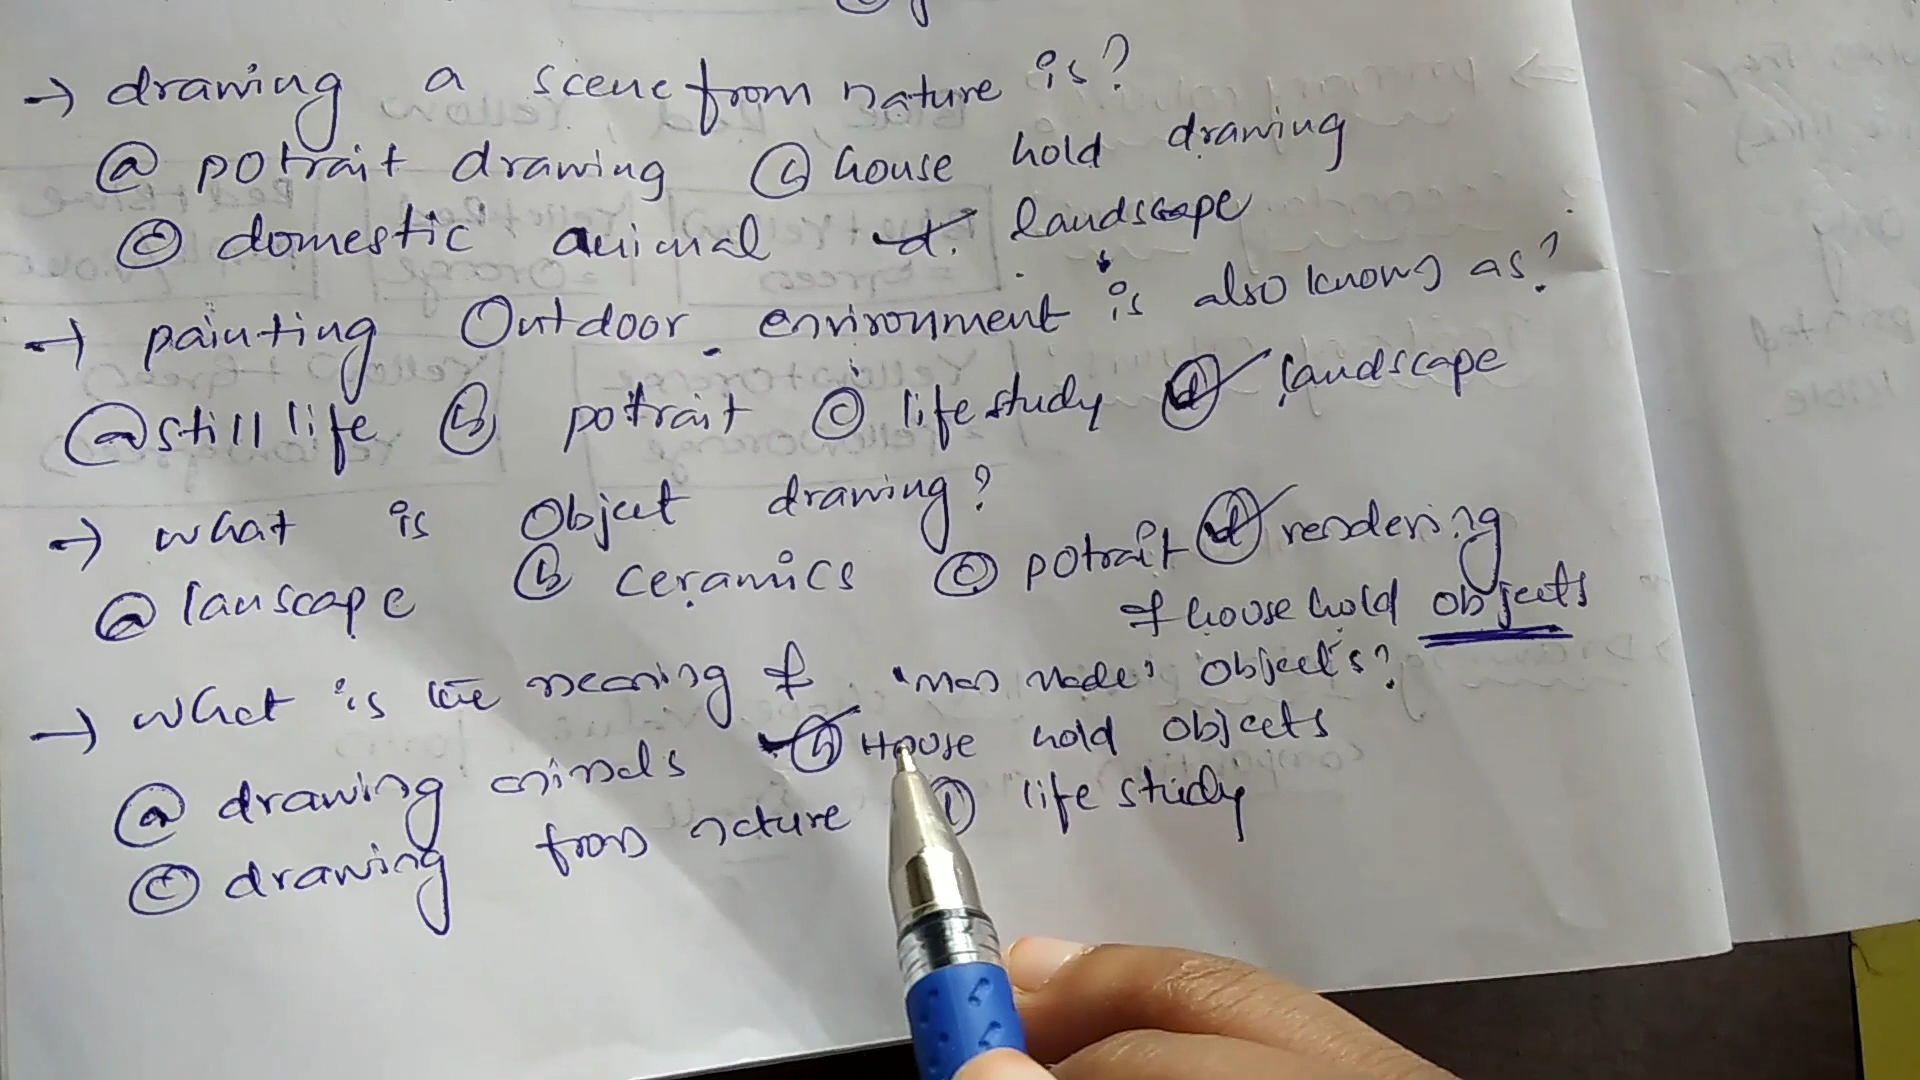 → drawing a scene from nature is?
ⓐ potrait drawing ⓑ house hold drawing
ⓒ domestic animal d. landscape
→ painting Outdoor environment is also known as?
ⓐ still life ⓑ potrait ⓒ life study ⓓ landscape
→ what is Object drawing?
ⓐ lanscape ⓑ ceramics ⓒ potrait ⓓ rendering
of house hold objects
→ what is the meaning of 'man made' objects?
ⓐ drawing animals ⓑ House hold objects
ⓒ drawing from nature ⓓ life study